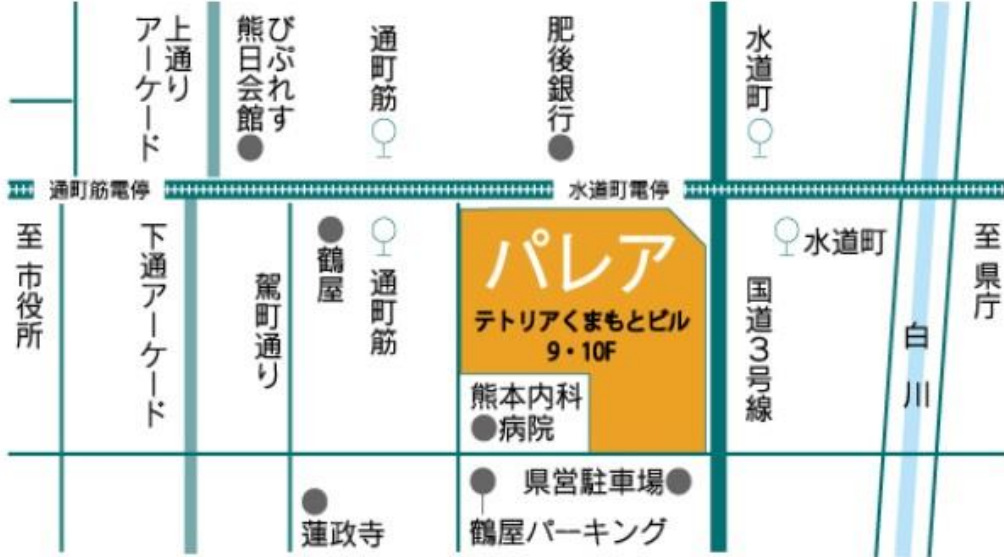 上通り
アーケード
びぷれす
熊日会館
通町筋
肥後銀行
水道町
通町筋電停
水道町電停
至 市役所
下通アーケード
駕町通り
鶴屋
通町筋
パレア
テトリアくまもとビル
9・10F
熊本内科
病院
国道3号線
水道町
白川
至 県庁
蓮政寺
県営駐車場
鶴屋パーキング